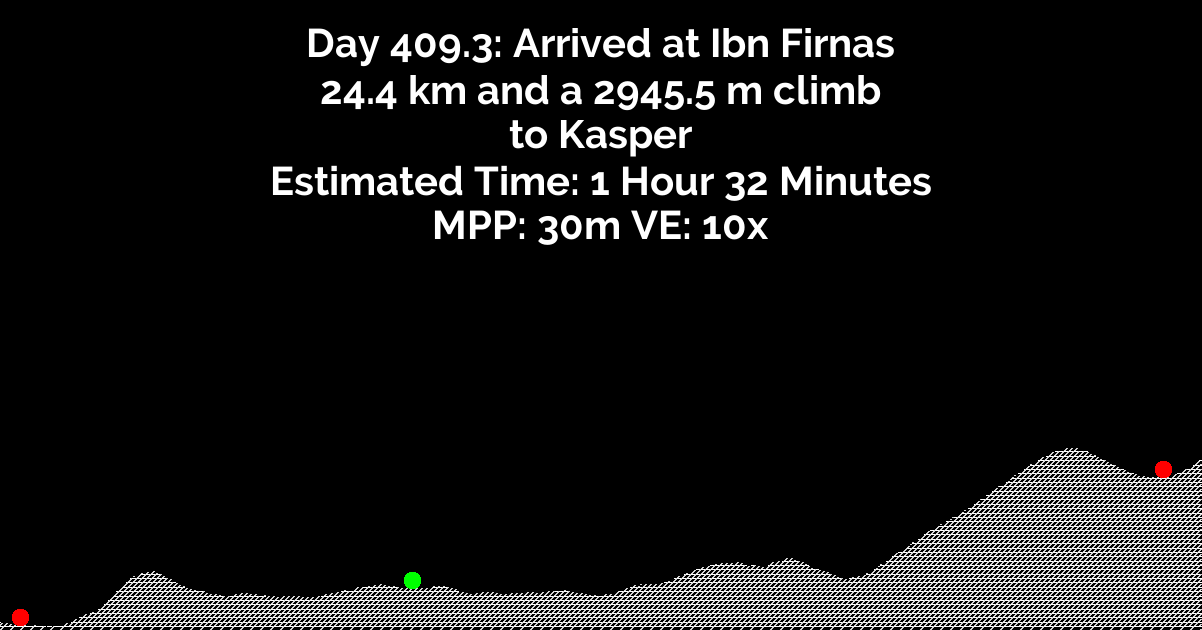 Day 409.3: Arrived at Ibn Firnas
24.4 km and a 2945.5 m climb
to Kasper
Estimated Time: 1 Hour 32 Minutes
MPP: 30m VE: 10x